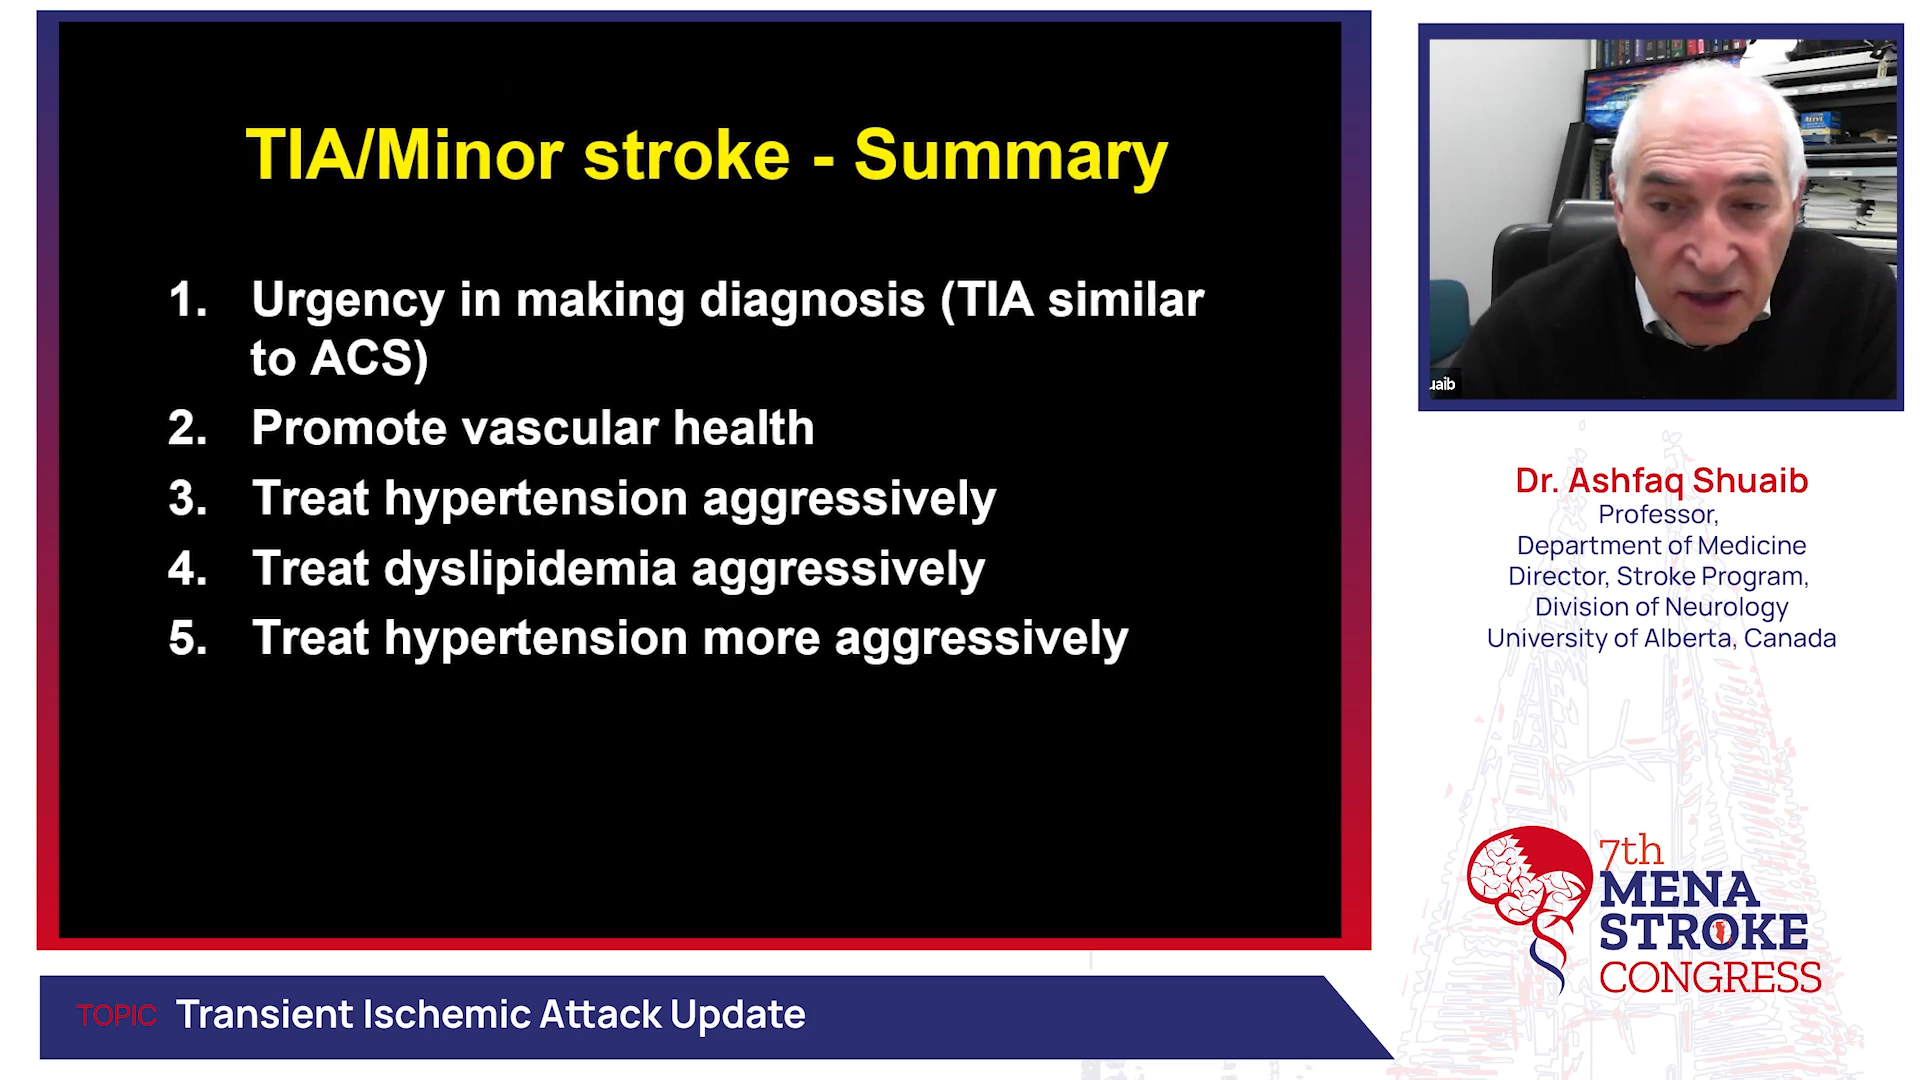 TIA/Minor stroke - Summary
1. Urgency in making diagnosis (TIA similar
to ACS)
2. Promote vascular health
3. Treat hypertension aggressively
4. Treat dyslipidemia aggressively
5. Treat hypertension more aggressively
ALEVE
uaib
Dr. Ashfaq Shuaib
Professor,
Department of Medicine
Director, Stroke Program,
Division of Neurology
University of Alberta, Canada
7th
MENA
STROKE
CONGRESS
TOPIC Transient Ischemic Attack Update